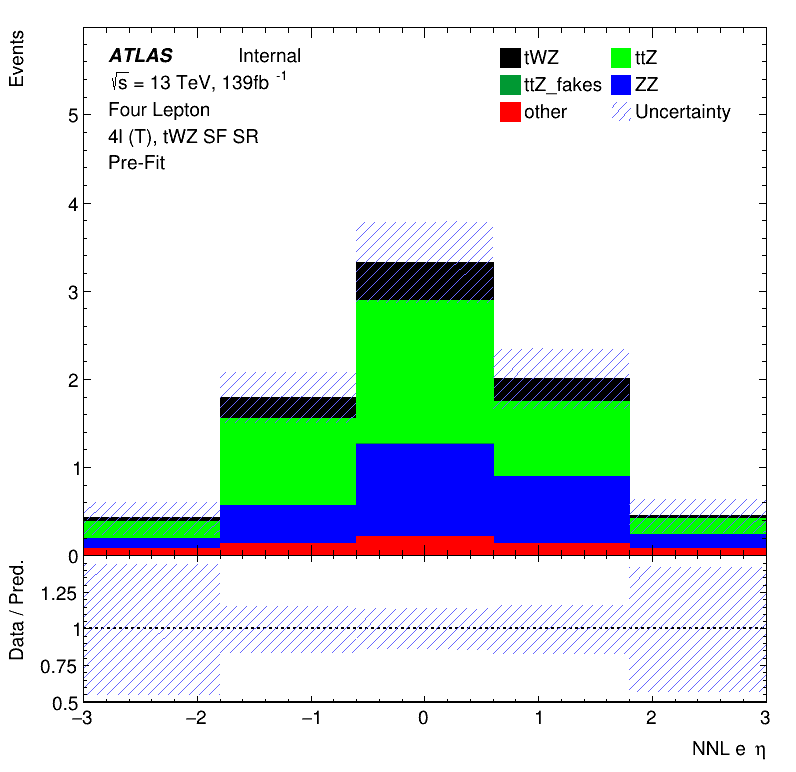 Events
ATLAS Internal
√s = 13 TeV, 139fb -1
Four Lepton
4l (T), tWZ SF SR
Pre-Fit
tWZ ttZ
ttZ_fakes ZZ
other Uncertainty
5
4
3
2
1
0
Data / Pred.
1.25
1
0.75
0.5
−3 −2 −1 0 1 2 3
NNL e η